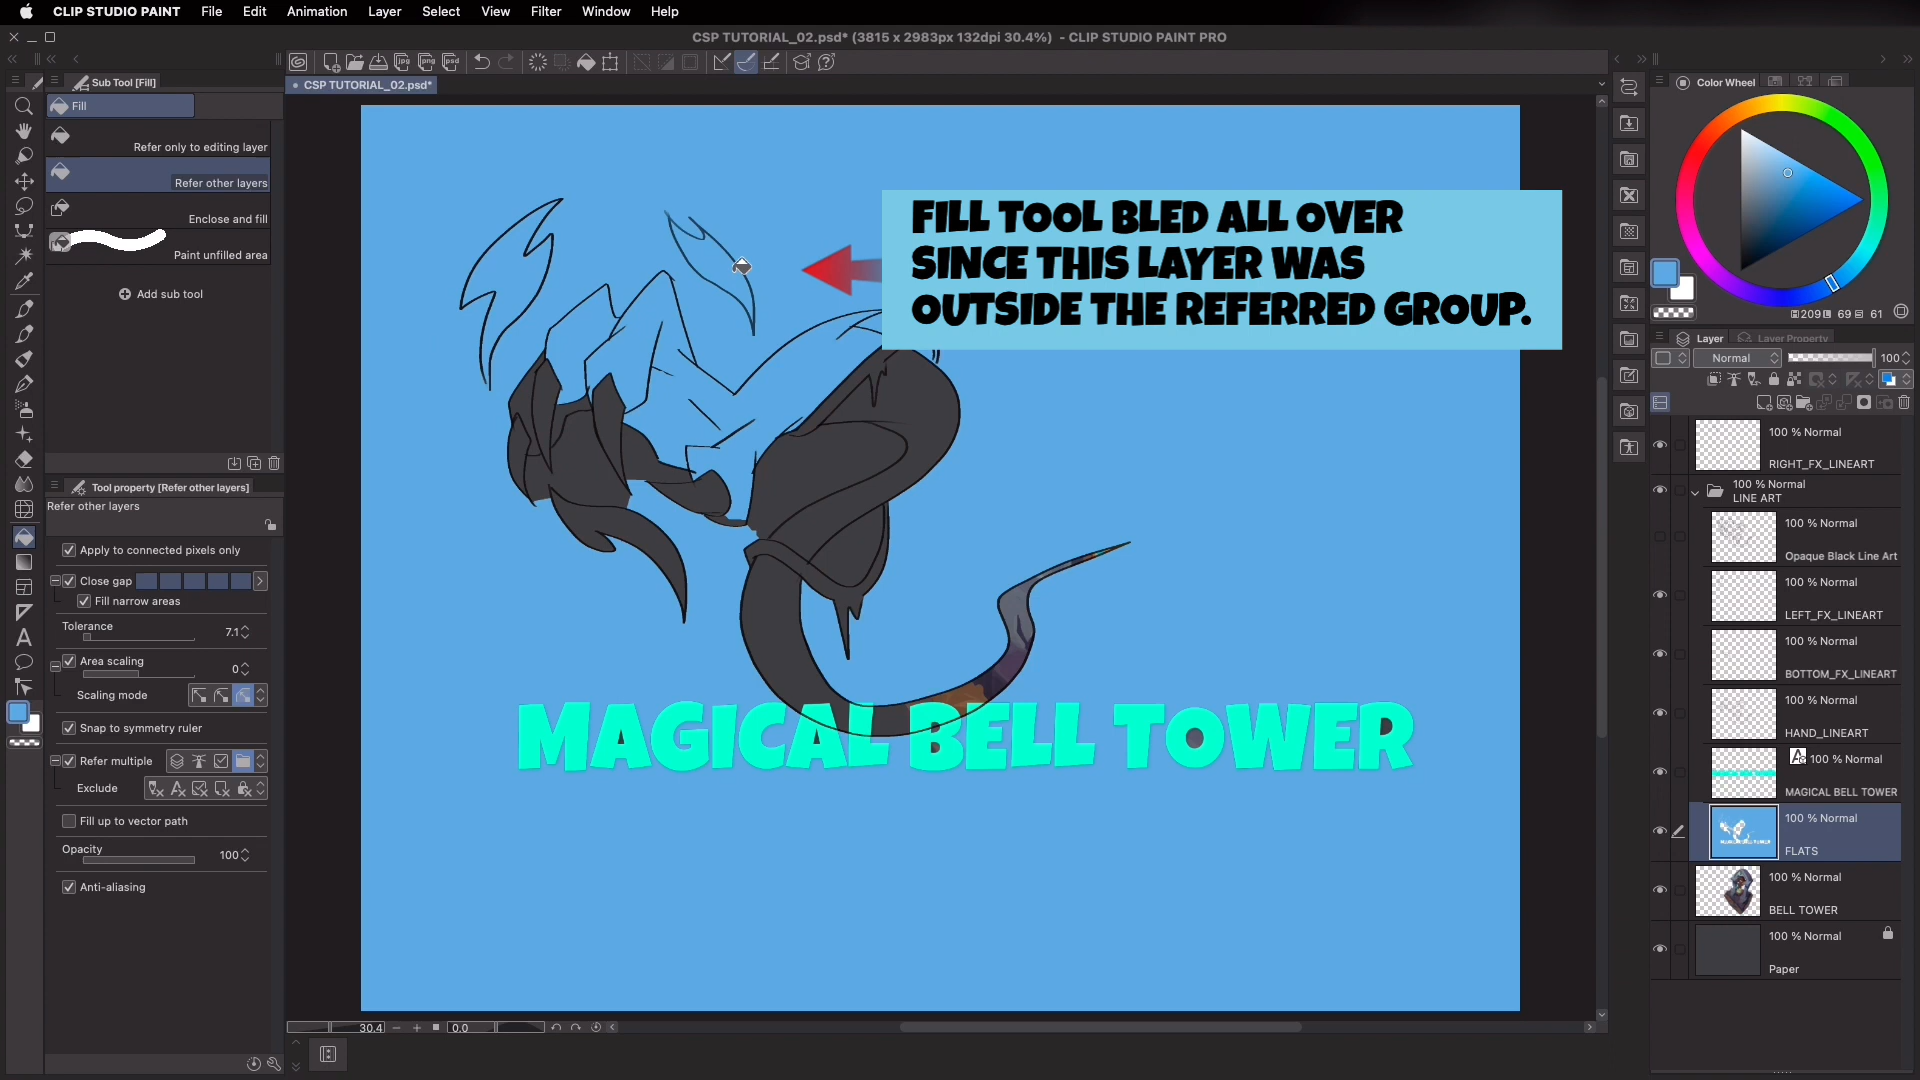 CLIP STUDIO PAINT File Edit Animation Layer Select View Filter Window Help
CSP TUTORIAL_02.psd* (3815 x 2983px 132dpi 30.4%) - CLIP STUDIO PAINT PRO
Sub Tool [Fill]
CSP TUTORIAL_02.psd*
Fill
Refer only to editing layer
Refer other layers
Enclose and fill
Paint unfilled area
Add sub tool
Tool property [Refer other layers]
Refer other layers
Apply to connected pixels only
Close gap
Fill narrow areas
Tolerance
7.1
Area scaling
0
Scaling mode
Snap to symmetry ruler
Refer multiple
Exclude
Fill up to vector path
Opacity
100
Anti-aliasing
FILL TOOL BLED ALL OVER
SINCE THIS LAYER WAS
OUTSIDE THE REFERRED GROUP.
MAGICAL BELL TOWER
30.4
0.0
Color Wheel
H 209 L 69 S 61
Layer Layer Property
Normal 100
100 % Normal
RIGHT_FX_LINEART
100 % Normal
LINE ART
100 % Normal
Opaque Black Line Art
100 % Normal
LEFT_FX_LINEART
100 % Normal
BOTTOM_FX_LINEART
100 % Normal
HAND_LINEART
100 % Normal
MAGICAL BELL TOWER
100 % Normal
FLATS
100 % Normal
BELL TOWER
100 % Normal
Paper